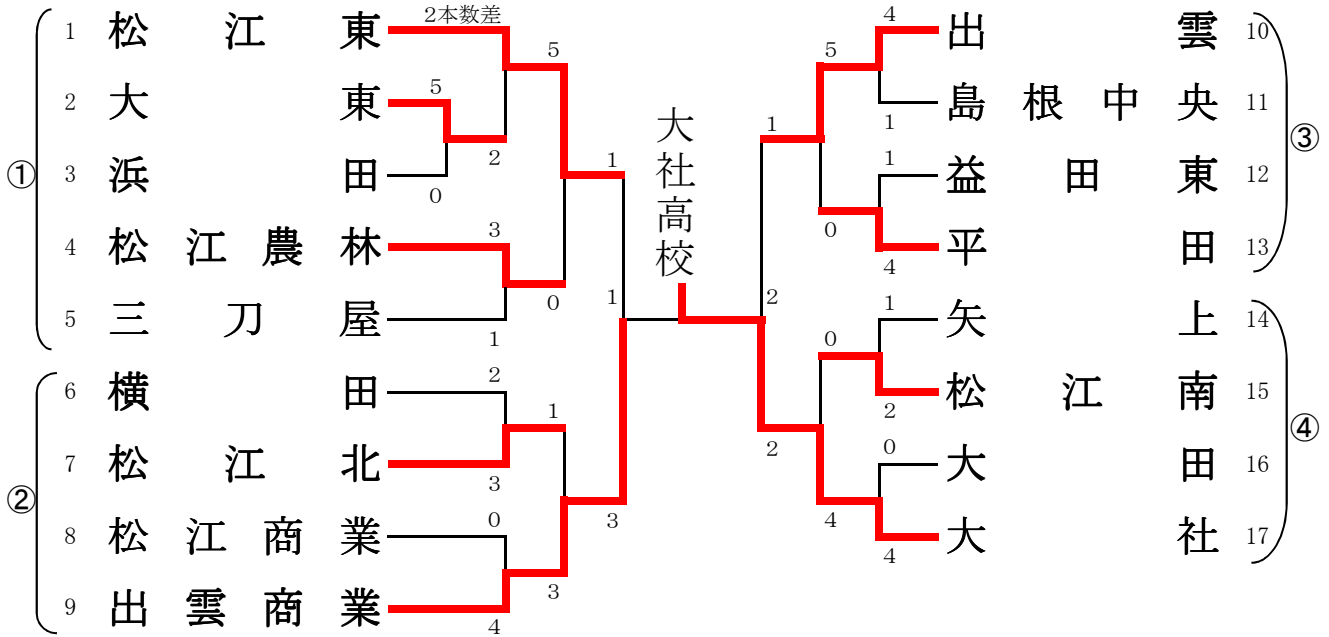 2本数差
1 松江東
5
2 大東
5
2
3 浜田
0
①
1
4 松江農林
3
0
5 三刀屋
1
1
6 横田
2
1
7 松江北
3
②
8 松江商業
0
3
9 出雲商業
3
4
大社高校
4
出雲 10
5
島根中央 11
1
1
③
益田東 12
1
0
平田 13
4
2
矢上 14
1
0
松江南 15
2
④
2
大田 16
0
4
大社 17
4